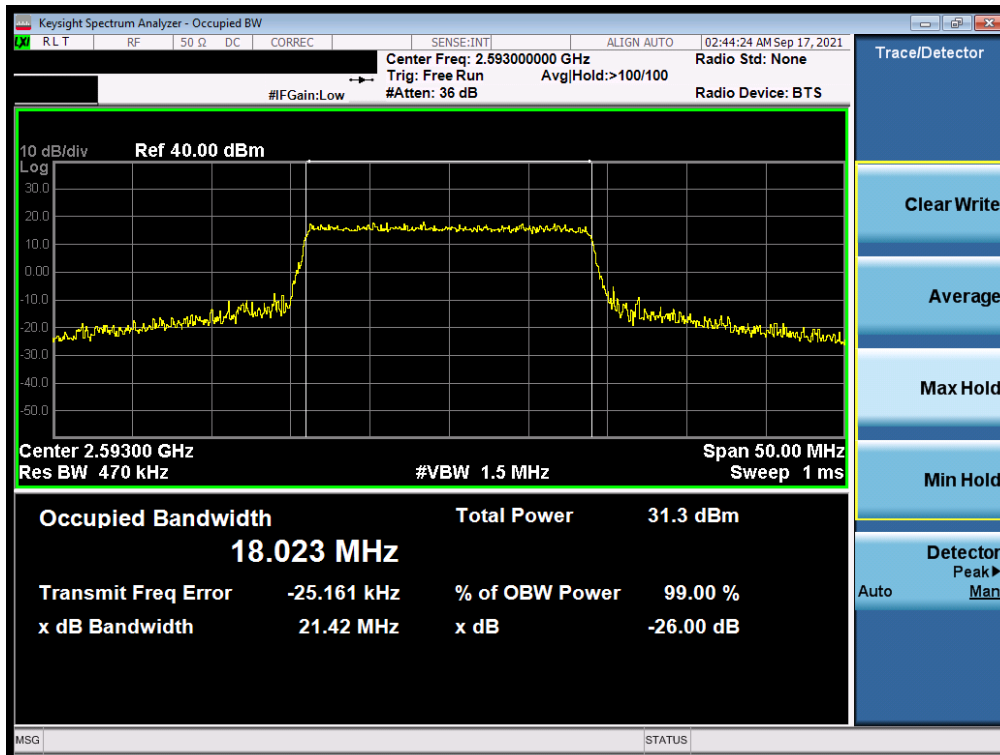 Keysight Spectrum Analyzer - Occupied BW
LXI RLT RF 50 Ω DC CORREC SENSE:INT ALIGN AUTO 02:44:24 AM Sep 17, 2021
Center Freq: 2.593000000 GHz Radio Std: None
Trig: Free Run Avg|Hold:>100/100
#IFGain:Low #Atten: 36 dB Radio Device: BTS
10 dB/div Ref 40.00 dBm
Log
30.0
20.0
10.0
0.00
-10.0
-20.0
-30.0
-40.0
-50.0
Center 2.59300 GHz Span 50.00 MHz
Res BW 470 kHz #VBW 1.5 MHz Sweep 1 ms
Occupied Bandwidth Total Power 31.3 dBm
18.023 MHz
Transmit Freq Error -25.161 kHz % of OBW Power 99.00 %
x dB Bandwidth 21.42 MHz x dB -26.00 dB
MSG STATUS
Trace/Detector
Clear Write
Average
Max Hold
Min Hold
Detector
Peak
Auto Man